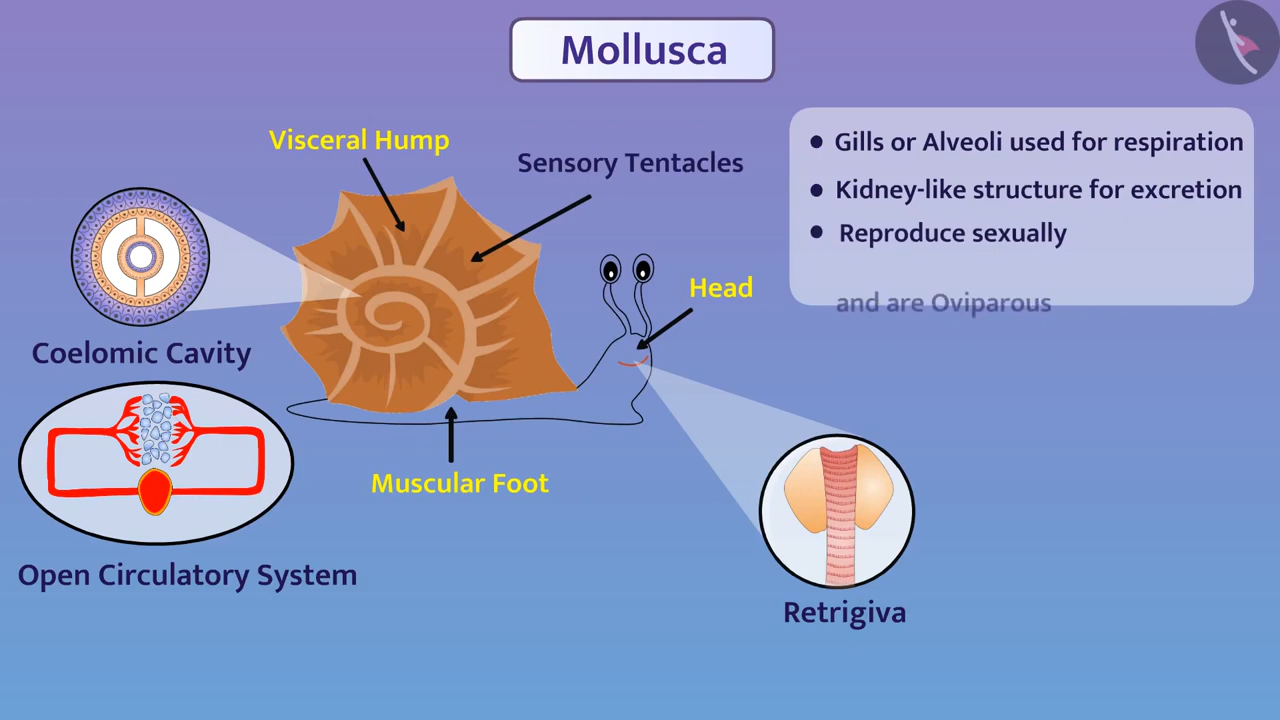 Mollusca
Visceral Hump
Sensory Tentacles
Head
Coelomic Cavity
Muscular Foot
Open Circulatory System
Retrigiva
• Gills or Alveoli used for respiration
• Kidney-like structure for excretion
• Reproduce sexually
and are Oviparous